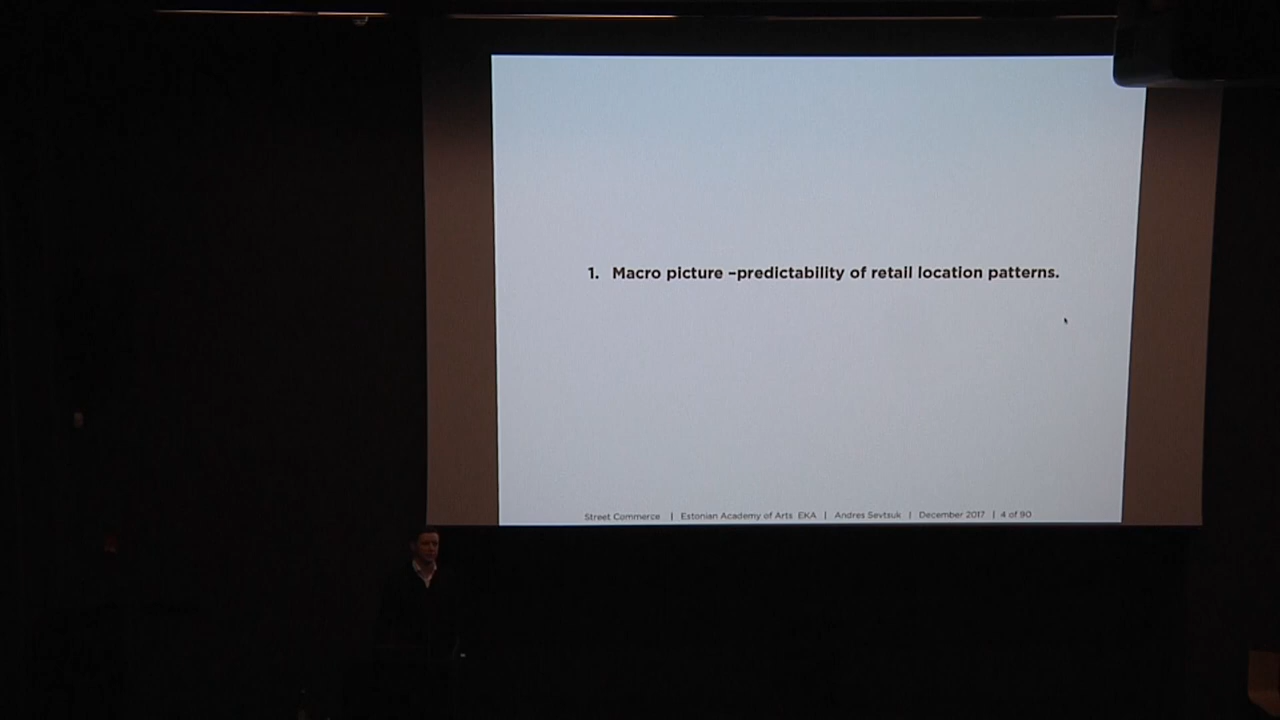 1. Macro picture –predictability of retail location patterns.
Street Commerce | Estonian Academy of Arts EKA | Andres Sevtsuk | December 2017 | 4 of 90